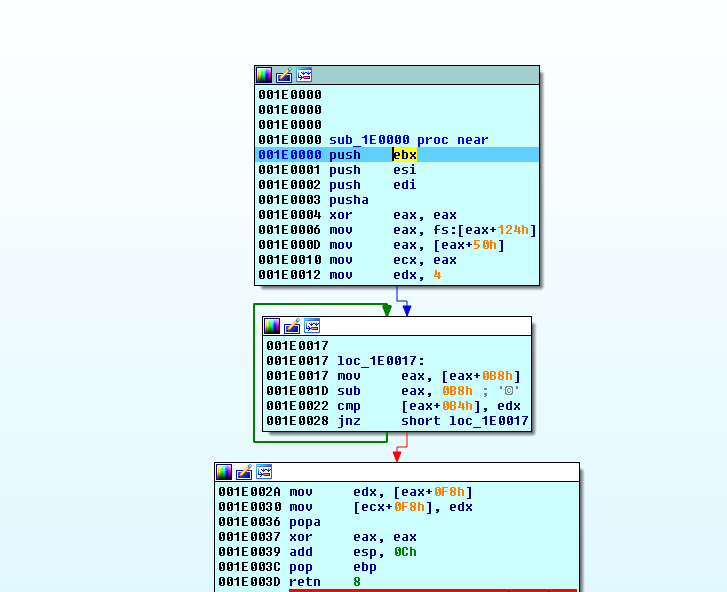 001E0000
001E0000
001E0000
001E0000 sub_1E0000 proc near
001E0000 push ebx
001E0001 push esi
001E0002 push edi
001E0003 pusha
001E0004 xor eax, eax
001E0006 mov eax, fs:[eax+124h]
001E000D mov eax, [eax+50h]
001E0010 mov ecx, eax
001E0012 mov edx, 4
001E0017
001E0017 loc_1E0017:
001E0017 mov eax, [eax+0B8h]
001E001D sub eax, 0B8h ; '©'
001E0022 cmp [eax+0B4h], edx
001E0028 jnz short loc_1E0017
001E002A mov edx, [eax+0F8h]
001E0030 mov [ecx+0F8h], edx
001E0036 popa
001E0037 xor eax, eax
001E0039 add esp, 0Ch
001E003C pop ebp
001E003D retn 8